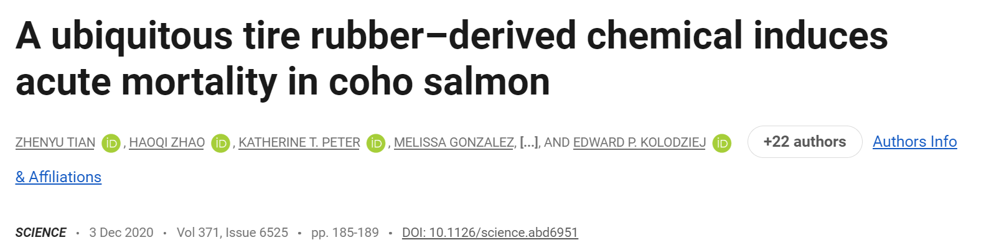 A ubiquitous tire rubber–derived chemical induces
acute mortality in coho salmon
ZHENYU TIAN iD, HAOQI ZHAO iD, KATHERINE T. PETER iD, MELISSA GONZALEZ, [...], AND EDWARD P. KOLODZIEJ iD +22 authors Authors Info
& Affiliations
SCIENCE • 3 Dec 2020 • Vol 371, Issue 6525 • pp. 185-189 • DOI: 10.1126/science.abd6951